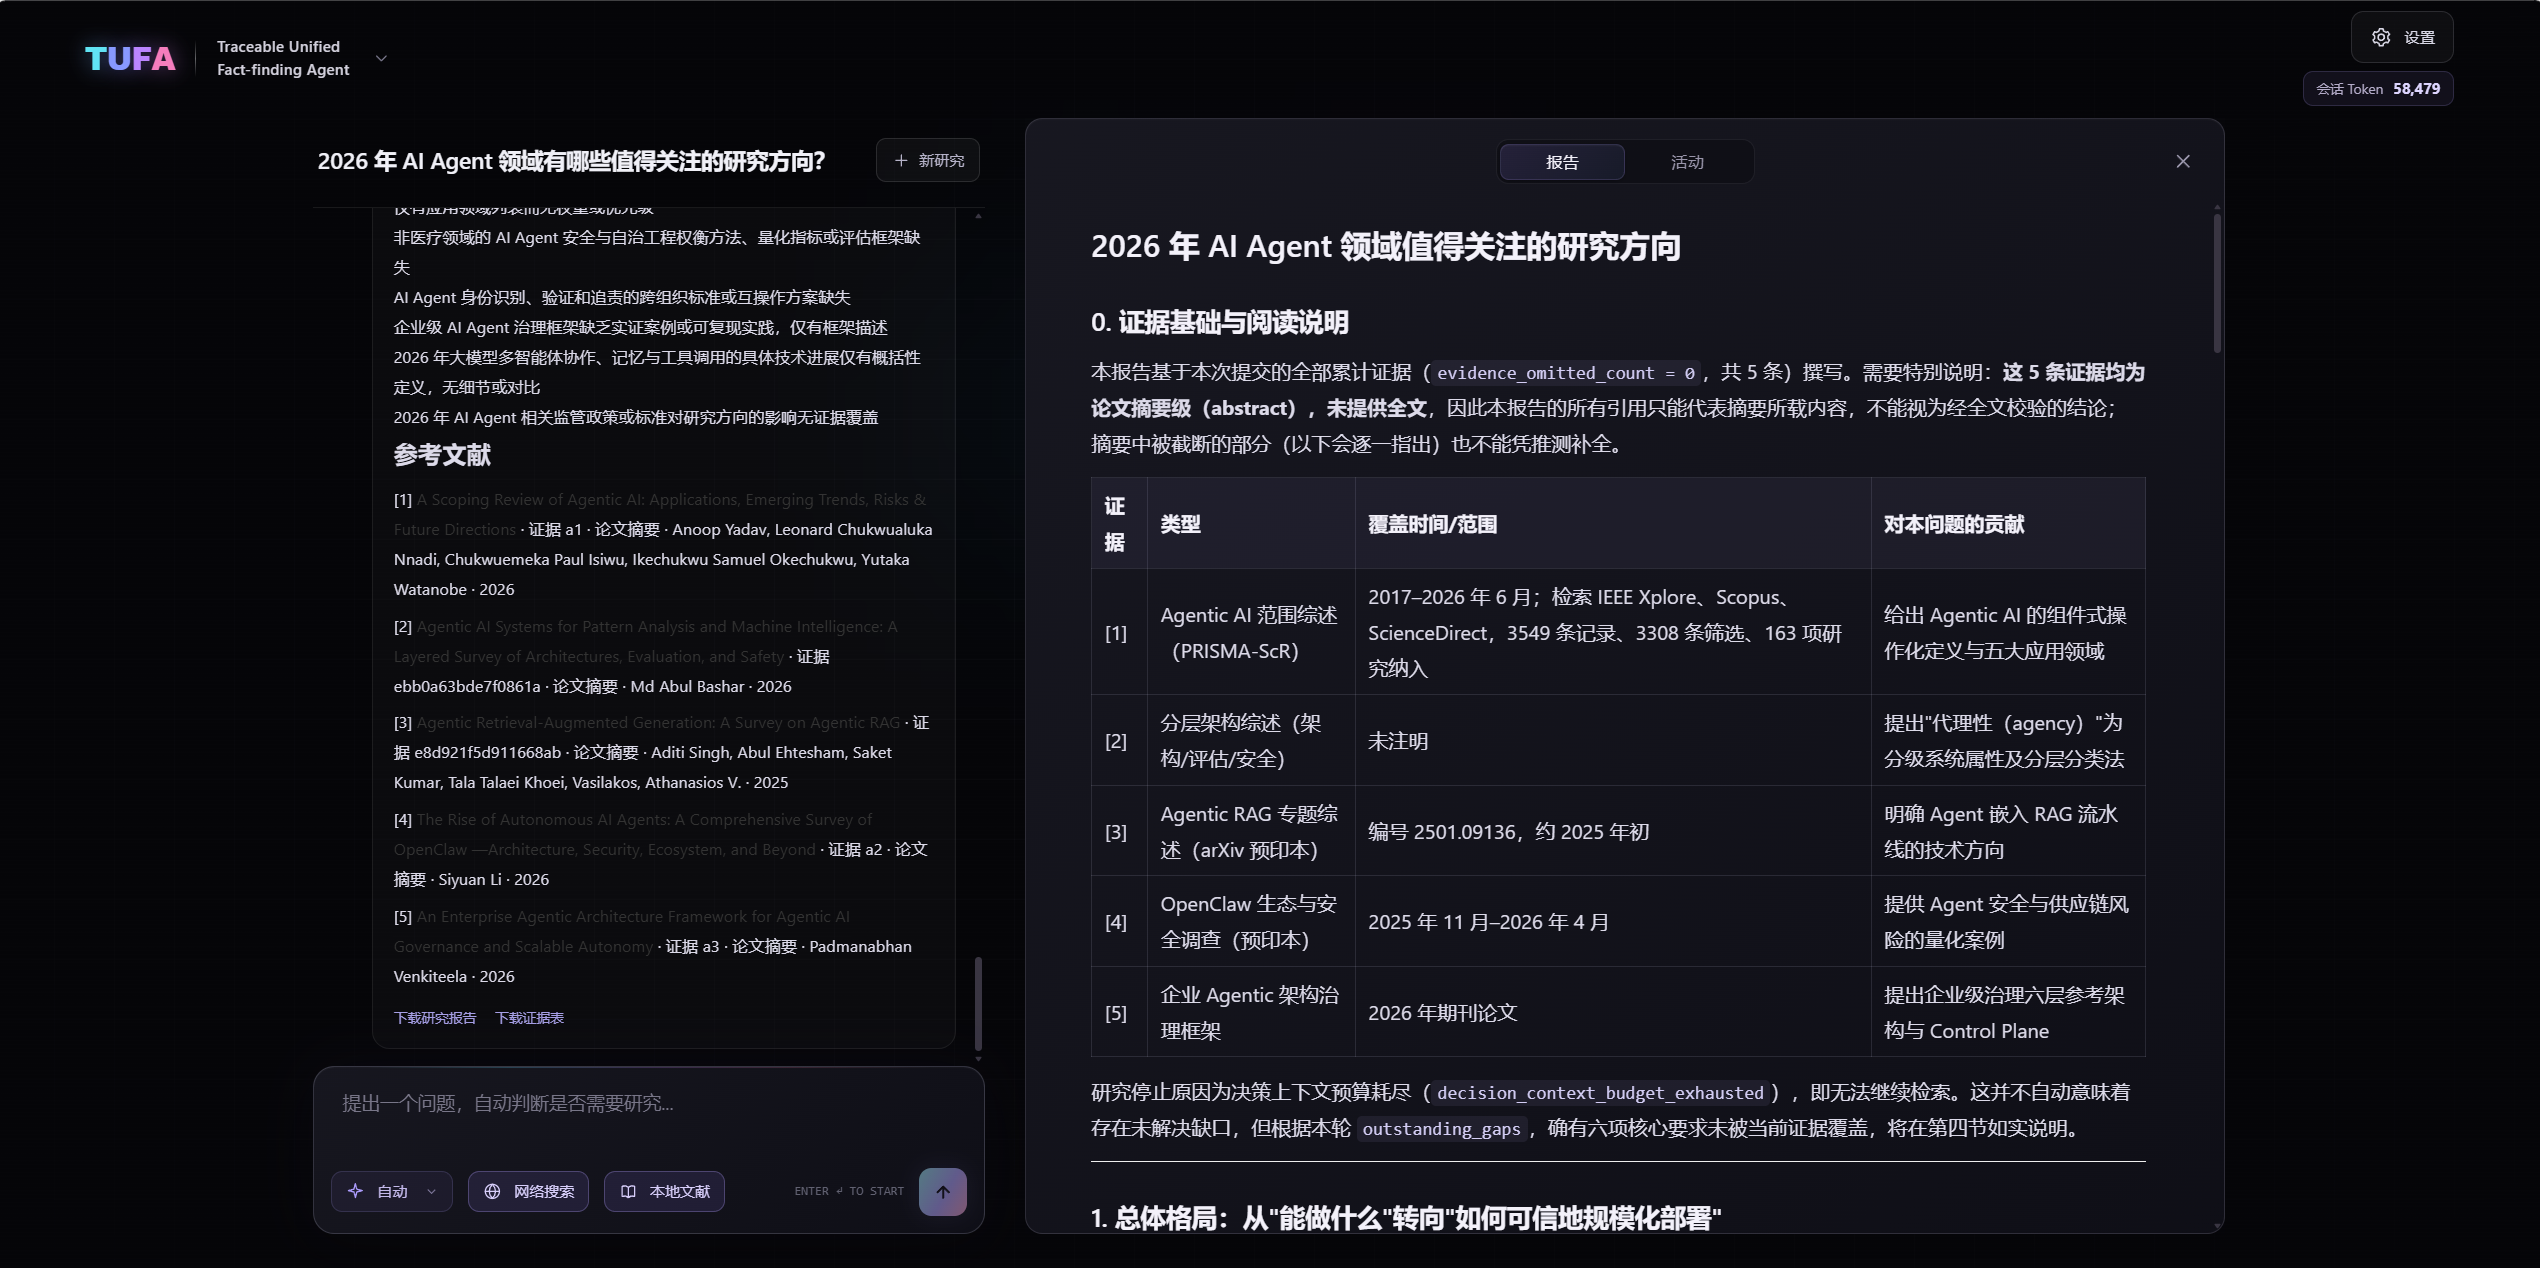 TUFA
Traceable Unified
Fact-finding Agent
设置
会话 Token 58,479
2026 年 AI Agent 领域有哪些值得关注的研究方向?
新研究
仅有应用领域列表而无权重或优先级
非医疗领域的 AI Agent 安全与自治工程权衡方法、量化指标或评估框架缺
失
AI Agent 身份识别、验证和追责的跨组织标准或互操作方案缺失
企业级 AI Agent 治理框架缺乏实证案例或可复现实践，仅有框架描述
2026 年大模型多智能体协作、记忆与工具调用的具体技术进展仅有概括性
定义，无细节或对比
2026 年 AI Agent 相关监管政策或标准对研究方向的影响无证据覆盖
参考文献
[1] A Scoping Review of Agentic AI: Applications, Emerging Trends, Risks &
Future Directions · 证据 a1 · 论文摘要 · Anoop Yadav, Leonard Chukwualuka
Nnadi, Chukwuemeka Paul Isiwu, Ikechukwu Samuel Okechukwu, Yutaka
Watanobe · 2026
[2] Agentic AI Systems for Pattern Analysis and Machine Intelligence: A
Layered Survey of Architectures, Evaluation, and Safety · 证据
ebb0a63bde7f0861a · 论文摘要 · Md Abul Bashar · 2026
[3] Agentic Retrieval-Augmented Generation: A Survey on Agentic RAG · 证
据 e8d921f5d911668ab · 论文摘要 · Aditi Singh, Abul Ehtesham, Saket
Kumar, Tala Talaei Khoei, Vasilakos, Athanasios V. · 2025
[4] The Rise of Autonomous AI Agents: A Comprehensive Survey of
OpenClaw —Architecture, Security, Ecosystem, and Beyond · 证据 a2 · 论文
摘要 · Siyuan Li · 2026
[5] An Enterprise Agentic Architecture Framework for Agentic AI
Governance and Scalable Autonomy · 证据 a3 · 论文摘要 · Padmanabhan
Venkiteela · 2026
下载研究报告 下载证据表
提出一个问题，自动判断是否需要研究...
自动 网络搜索 本地文献 ENTER ↵ TO START
报告 活动
2026 年 AI Agent 领域值得关注的研究方向
0. 证据基础与阅读说明
本报告基于本次提交的全部累计证据（evidence_omitted_count = 0，共 5 条）撰写。需要特别说明：这 5 条证据均为
论文摘要级（abstract），未提供全文，因此本报告的所有引用只能代表摘要所载内容，不能视为经全文校验的结论；
摘要中被截断的部分（以下会逐一指出）也不能凭推测补全。
证
据
类型 覆盖时间/范围 对本问题的贡献
[1]
Agentic AI 范围综述
（PRISMA-ScR）
2017–2026 年 6 月；检索 IEEE Xplore、Scopus、
ScienceDirect，3549 条记录、3308 条筛选、163 项研
究纳入
给出 Agentic AI 的组件式操
作化定义与五大应用领域
[2]
分层架构综述（架
构/评估/安全）
未注明
提出"代理性（agency）"为
分级系统属性及分层分类法
[3]
Agentic RAG 专题综
述（arXiv 预印本）
编号 2501.09136，约 2025 年初
明确 Agent 嵌入 RAG 流水
线的技术方向
[4]
OpenClaw 生态与安
全调查（预印本）
2025 年 11 月–2026 年 4 月
提供 Agent 安全与供应链风
险的量化案例
[5]
企业 Agentic 架构治
理框架
2026 年期刊论文
提出企业级治理六层参考架
构与 Control Plane
研究停止原因为决策上下文预算耗尽（decision_context_budget_exhausted），即无法继续检索。这并不自动意味着
存在未解决缺口，但根据本轮 outstanding_gaps，确有六项核心要求未被当前证据覆盖，将在第四节如实说明。
1. 总体格局：从"能做什么"转向"如何可信地规模化部署"